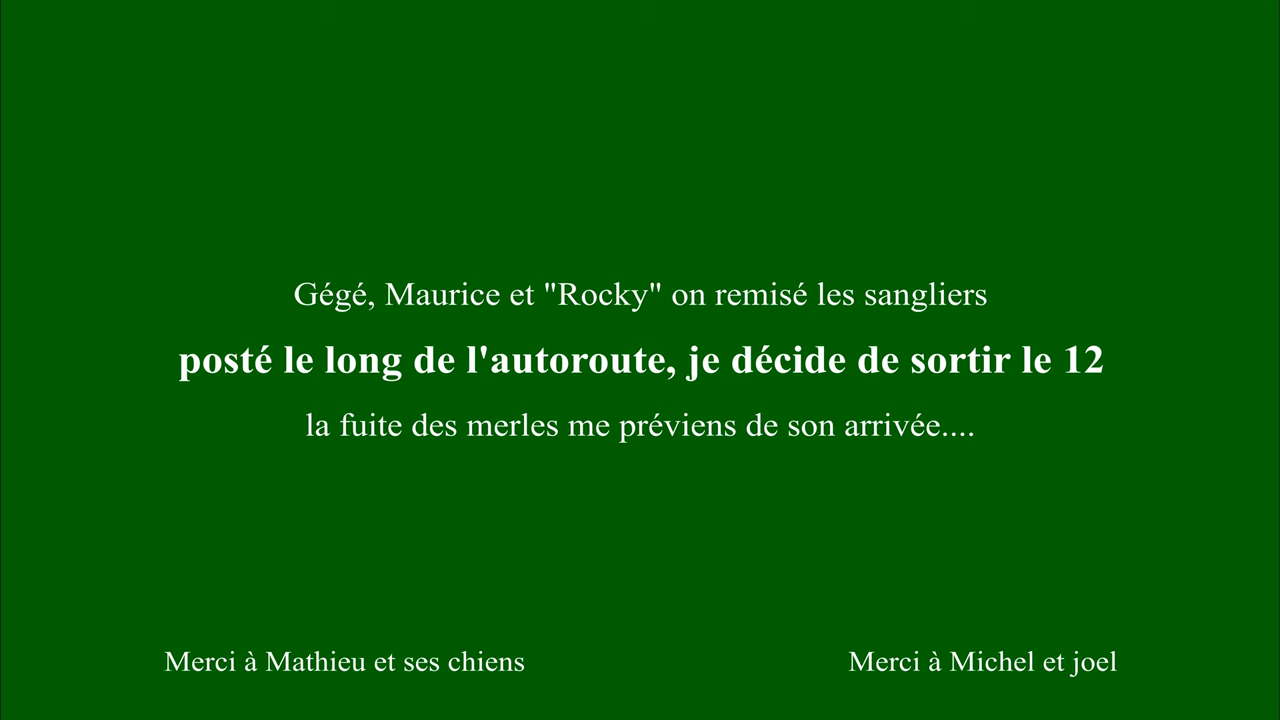 Gégé, Maurice et "Rocky" on remisé les sangliers
posté le long de l'autoroute, je décide de sortir le 12
la fuite des merles me préviens de son arrivée....
Merci à Mathieu et ses chiens
Merci à Michel et joel